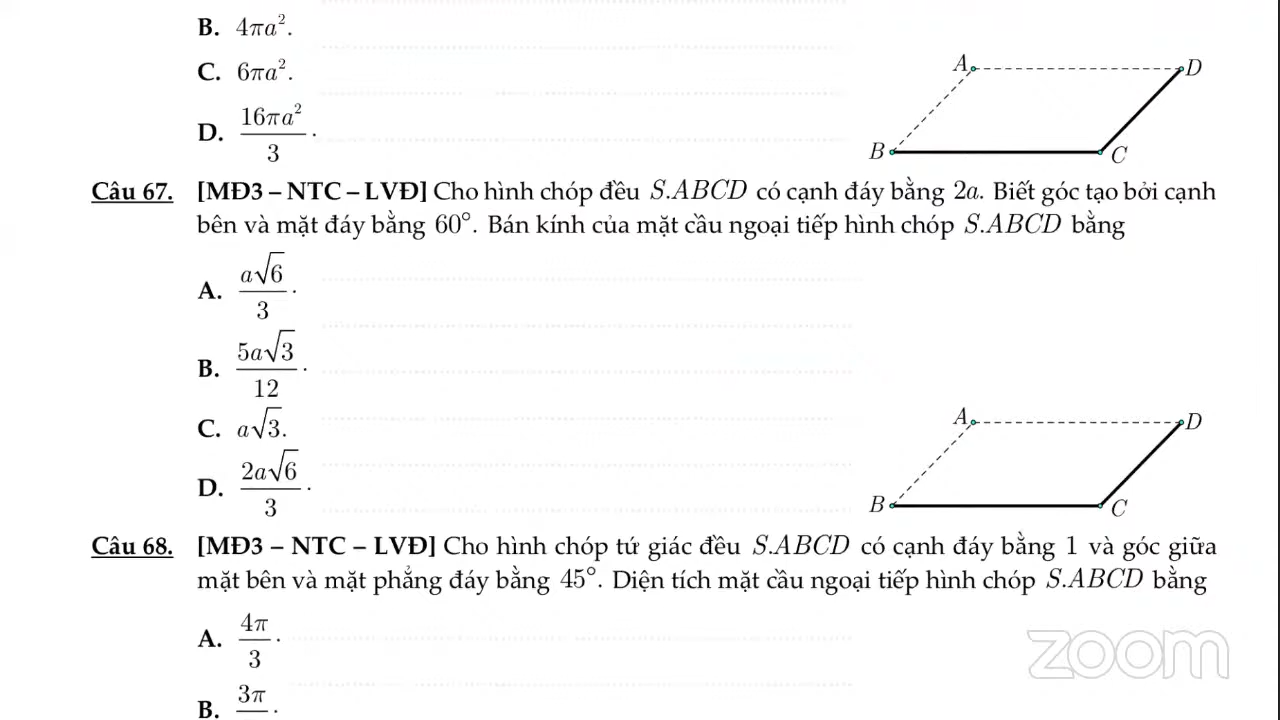 B. 4πa².
C. 6πa².
D. 16πa²/3.
A D
B C
Câu 67. [MĐ3 – NTC – LVĐ] Cho hình chóp đều S.ABCD có cạnh đáy bằng 2a. Biết góc tạo bởi cạnh
bên và mặt đáy bằng 60°. Bán kính của mặt cầu ngoại tiếp hình chóp S.ABCD bằng
A. a√6/3.
B. 5a√3/12.
C. a√3.
D. 2a√6/3.
A D
B C
Câu 68. [MĐ3 – NTC – LVĐ] Cho hình chóp tứ giác đều S.ABCD có cạnh đáy bằng 1 và góc giữa
mặt bên và mặt phẳng đáy bằng 45°. Diện tích mặt cầu ngoại tiếp hình chóp S.ABCD bằng
A. 4π/3.
B. 3π
zoom